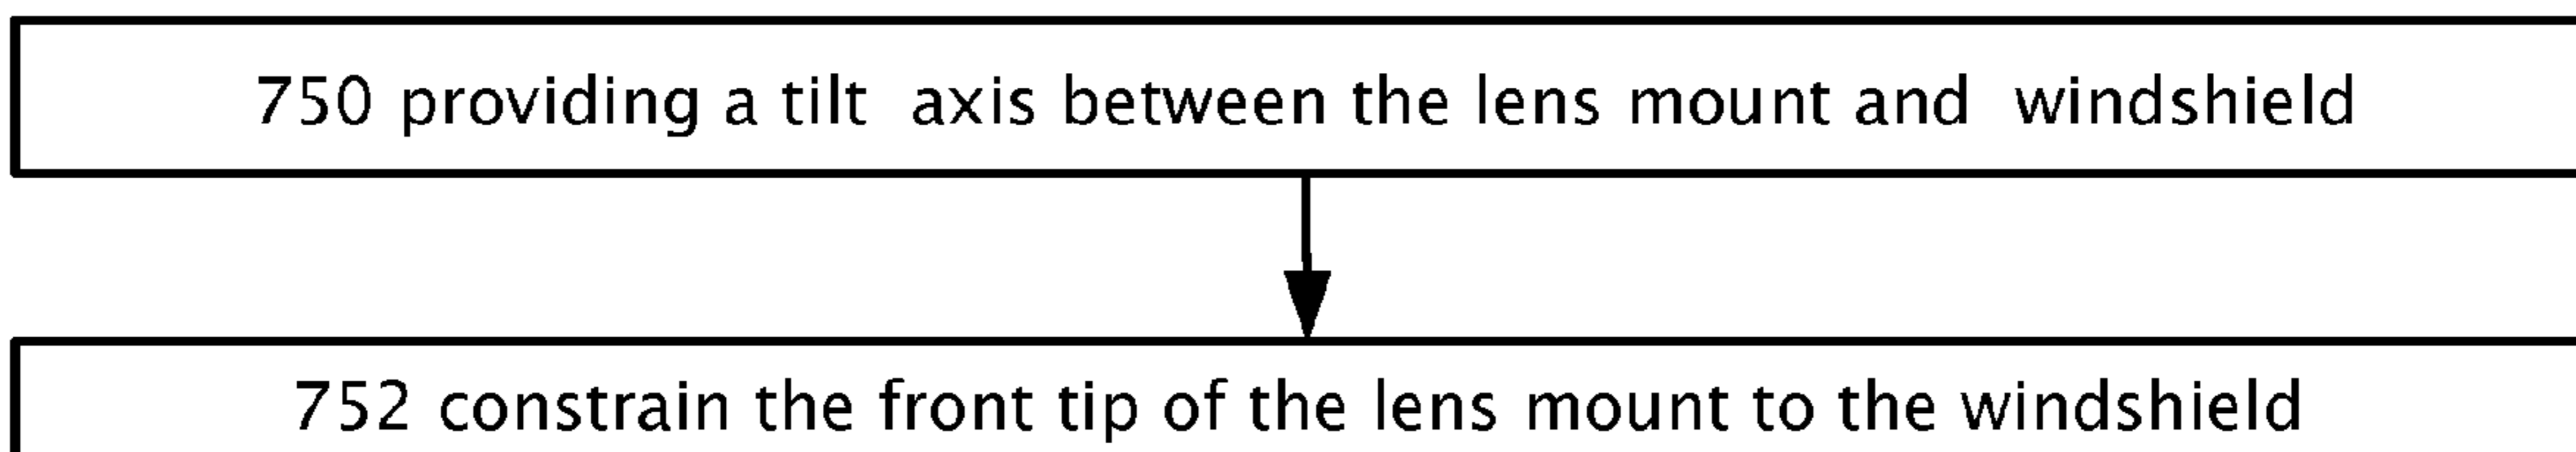 750 providing a tilt axis between the lens mount and windshield
752 constrain the front tip of the lens mount to the windshield